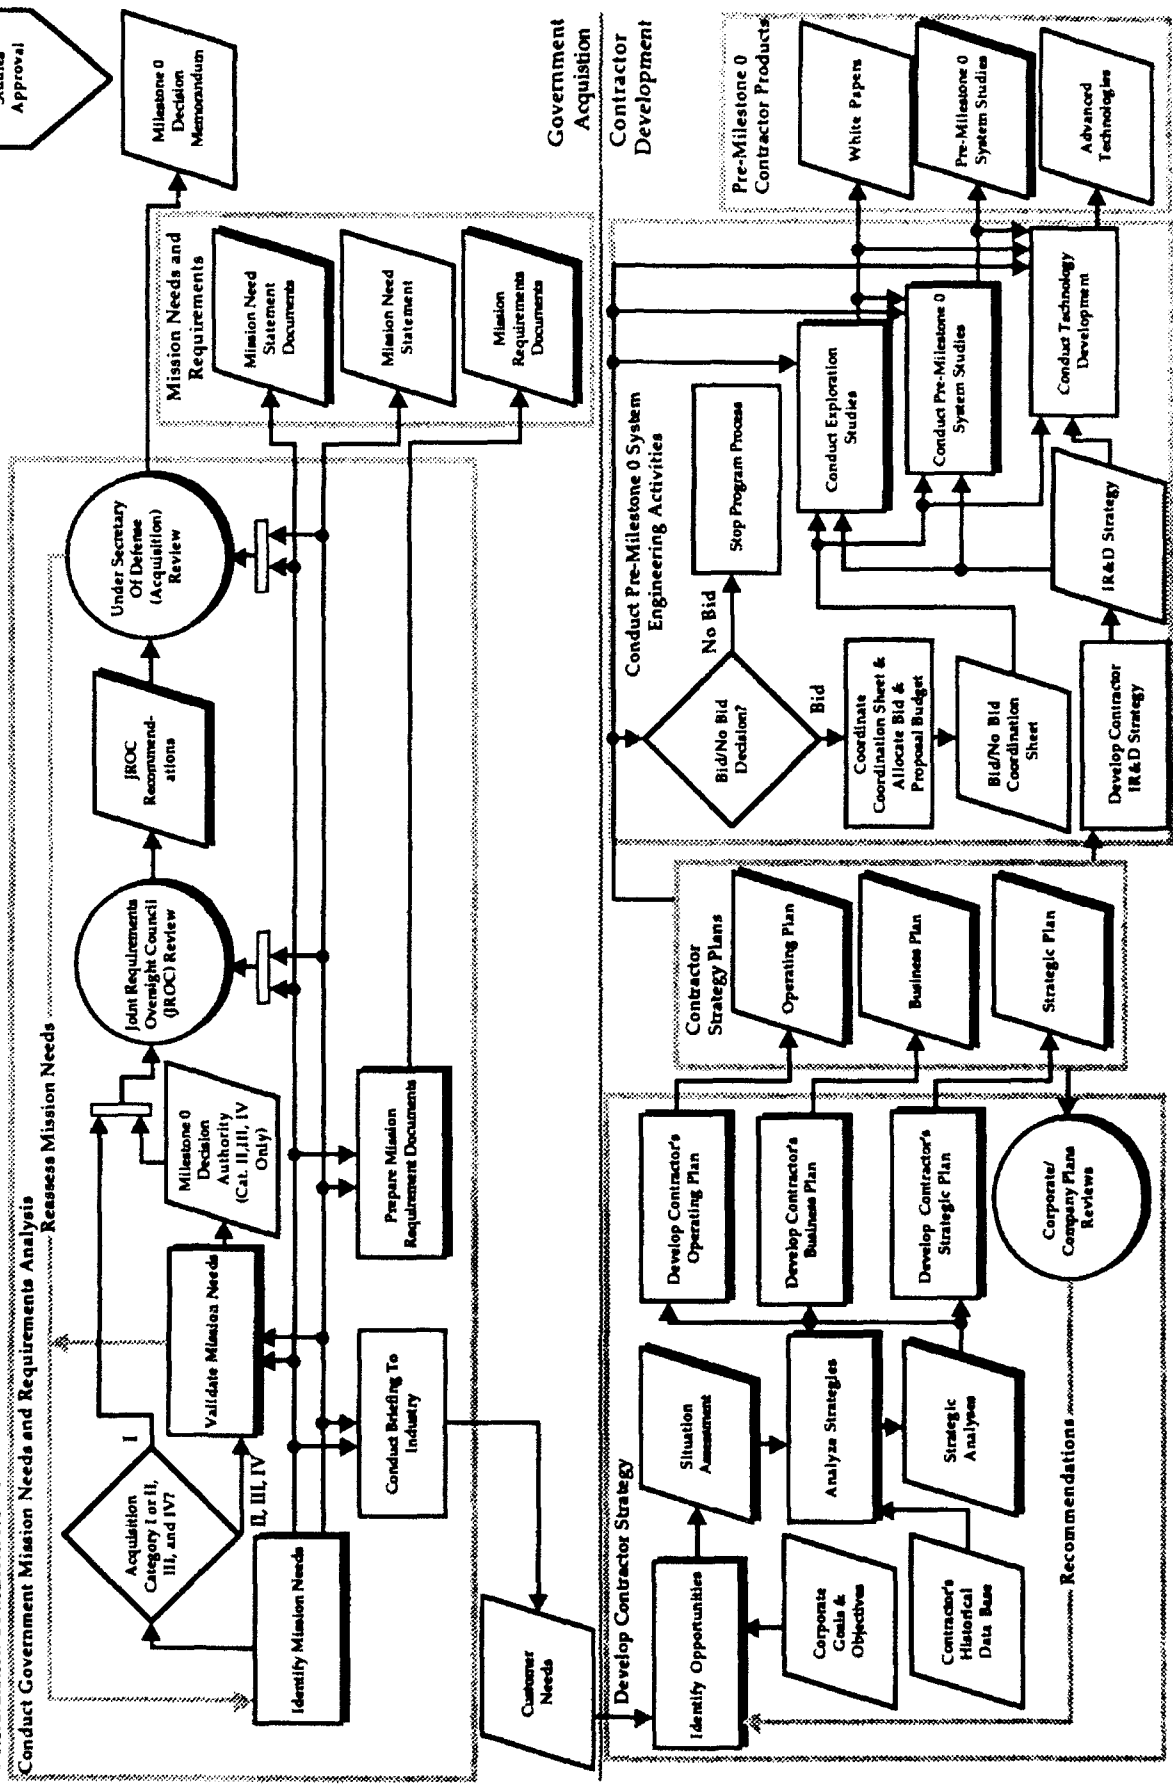 Approval
Milestone 0
Decision
Memorandum
Conduct Government Mission Needs and Requirements Analysis
Reassess Mission Needs
Acquisition
Category I or II,
III, and IV?
I
II, III, IV
Identify Mission Needs
Validate Mission Needs
Milestone 0
Decision
Authority
(Cat. II,III, IV
Only)
Joint Requirements
Oversight Council
(JROC) Review
JROC
Recommend-
ations
Under Secretary
Of Defense
(Acquisition)
Review
Conduct Briefing To
Industry
Prepare Mission
Requirement Documents
Mission Needs and
Requirements
Mission Need
Statement
Documents
Mission Need
Statement
Mission
Requirements
Documents
Customer
Needs
Government
Acquistion
Contractor
Development
Develop Contractor Strategy
Identify Opportunities
Situation
Assessment
Corporate
Goals &
Objectives
Contractor's
Historical
Data Base
Analyze Strategies
Strategic
Analyses
Develop Contractor's
Operating Plan
Develop Contractor's
Business Plan
Develop Contractor's
Strategic Plan
Corporate/
Company Plans
Reviews
Recommendations
Contractor
Strategy Plans
Operating Plan
Business Plan
Strategic Plan
Conduct Pre-Milestone 0 System
Engineering Activities
Bid/No Bid
Decision?
No Bid
Stop Program Process
Bid
Coordinate
Coordination Sheet &
Allocate Bid &
Proposal Budget
Bid/No Bid
Coordination
Sheet
Develop Contractor
IR&D Strategy
IR&D Strategy
Conduct Exploration
Studies
Conduct Pre-Milestone 0
System Studies
Conduct Technology
Development
Pre-Milestone 0
Contractor Products
White Papers
Pre-Milestone 0
System Studies
Advanced
Technologies